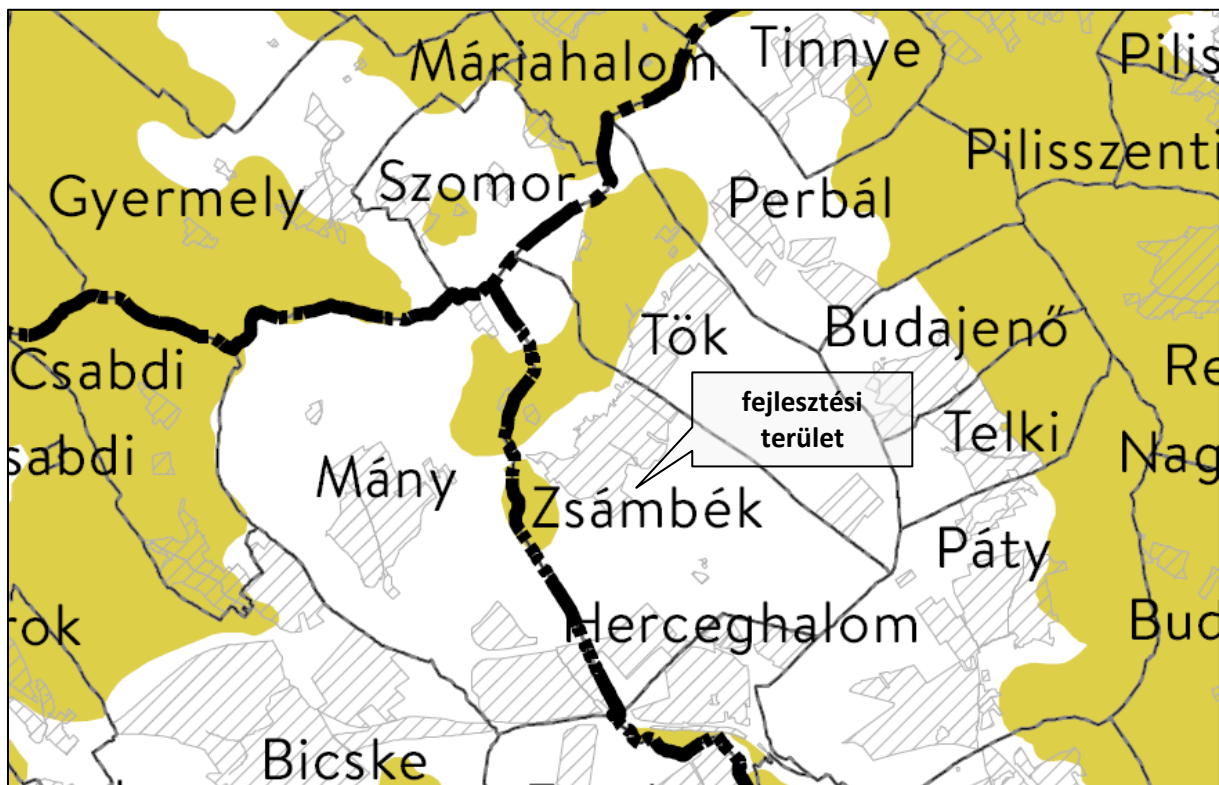 Máriahalom
Tinnye
Pilis
Pilisszenti
Gyermely
Szomor
Perbál
Tök
Budajenő
Csabdi
Re
fejlesztési
terület
Telki
sabdi
Mány
Nag
Zsámbék
Páty
rok
Herceghalom
Bud
Bicske